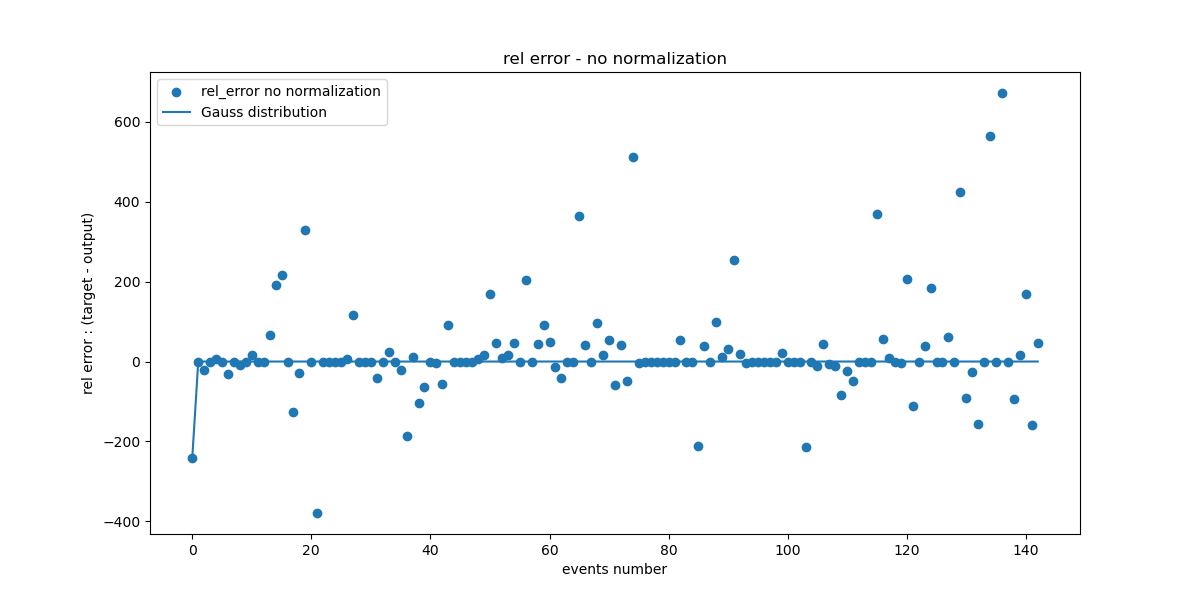 rel error - no normalization
rel_error no normalization
Gauss distribution
600
400
200
0
−200
−400
rel error : (target - output)
0 20 40 60 80 100 120 140
events number